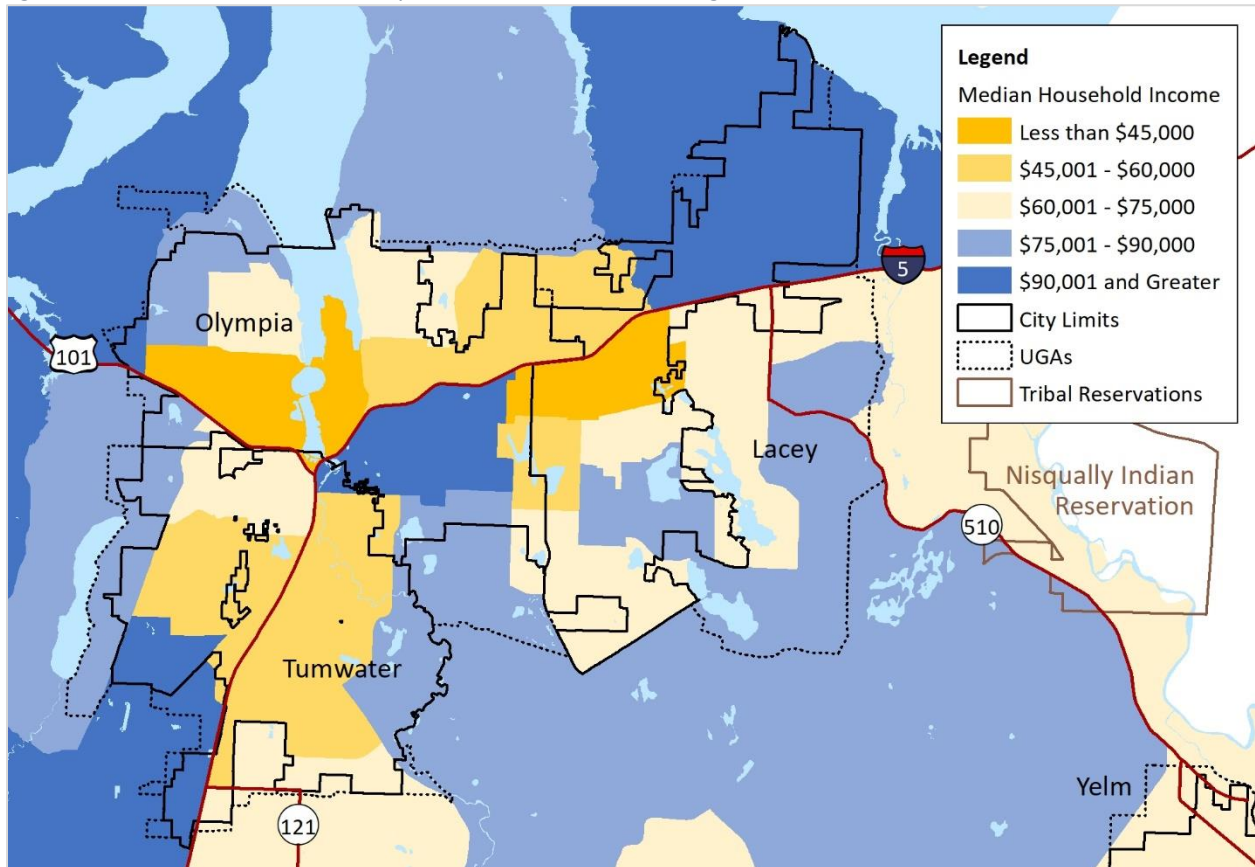 Legend
Median Household Income
Less than $45,000
$45,001 - $60,000
$60,001 - $75,000
$75,001 - $90,000
$90,001 and Greater
City Limits
UGAs
Tribal Reservations
5
Olympia
101
Lacey
Nisqually Indian
Reservation
510
Tumwater
Yelm
121